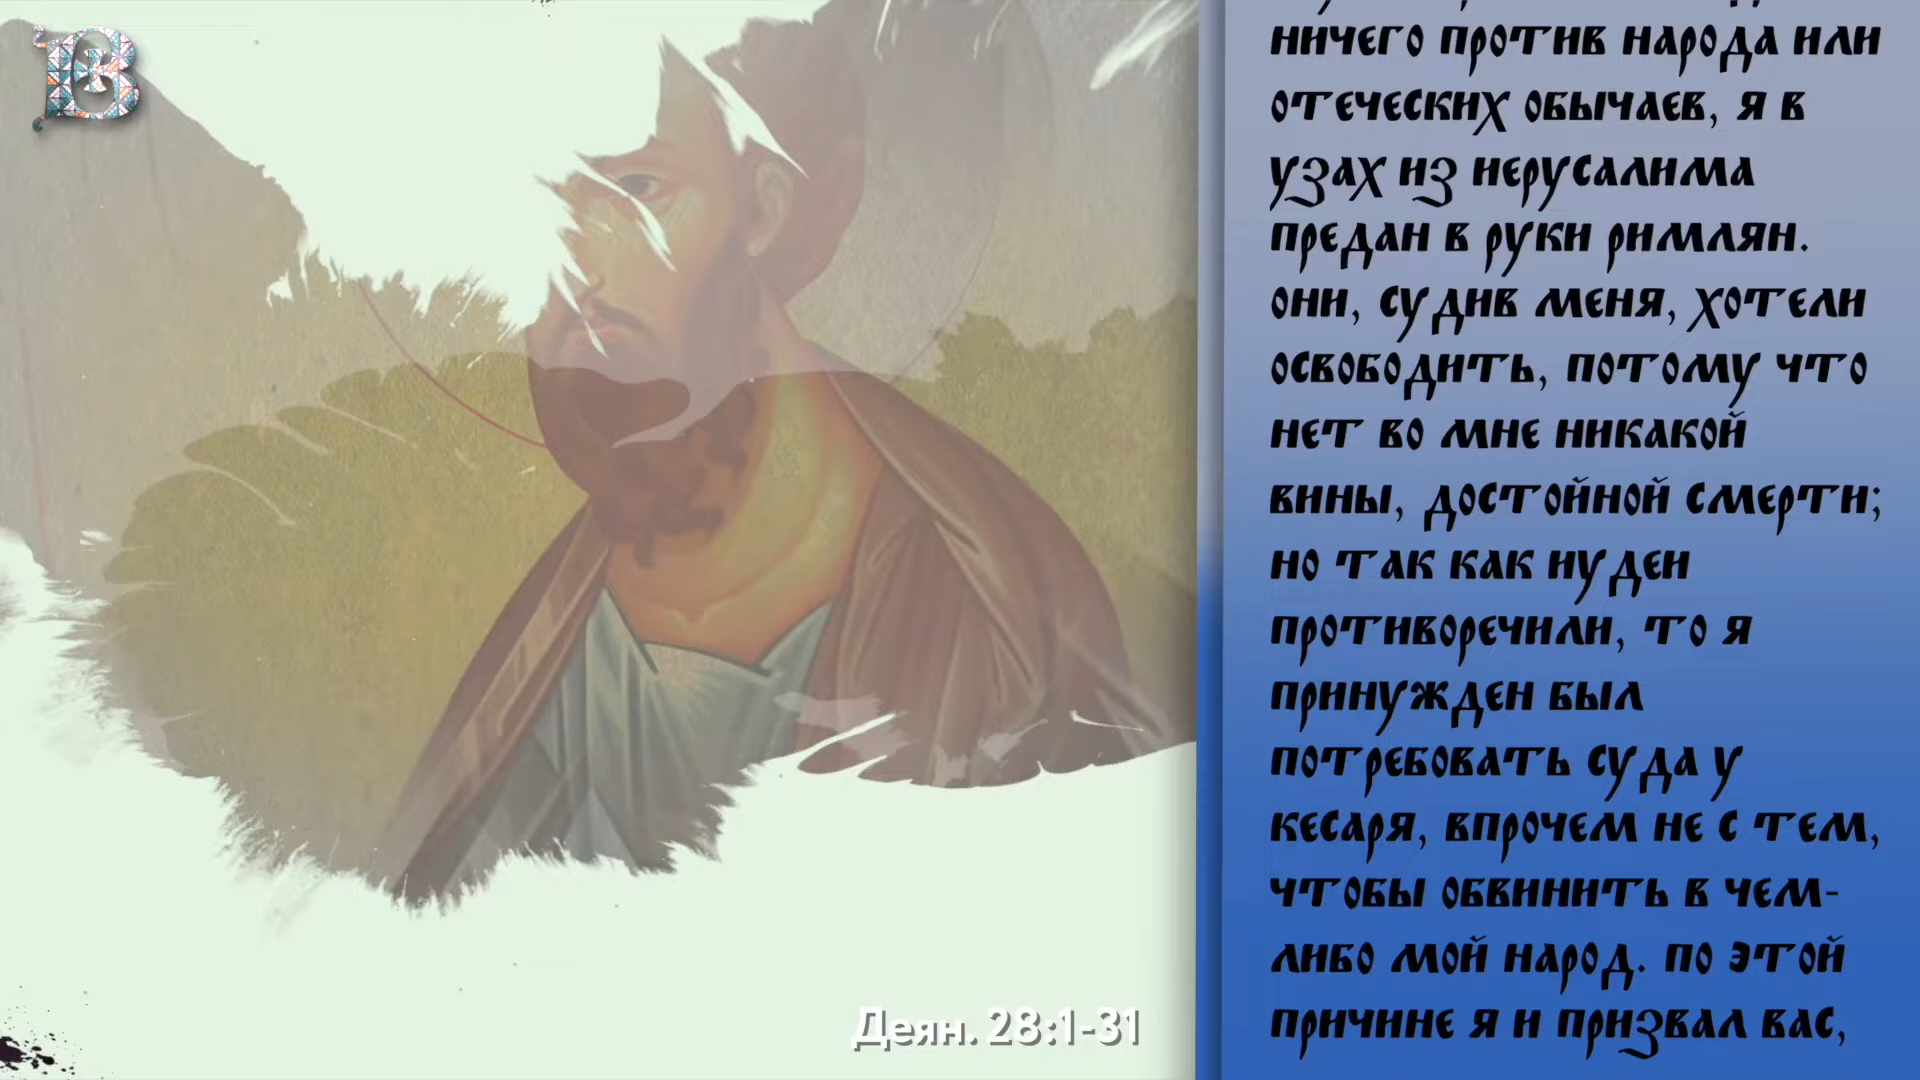 ничего против народа или
отеческих обычаев, я в
узах из иерусалима
предан в руки римлян.
они, судив меня, хотели
освободить, потому что
нет во мне никакой
вины, достойной смерти;
но так как иудеи
противоречили, то я
принужден был
потребовать суда у
кесаря, впрочем не с тем,
чтобы обвинить в чем-
либо мой народ. по этой
причине я и призвал вас,
Деян. 28:1-31
В